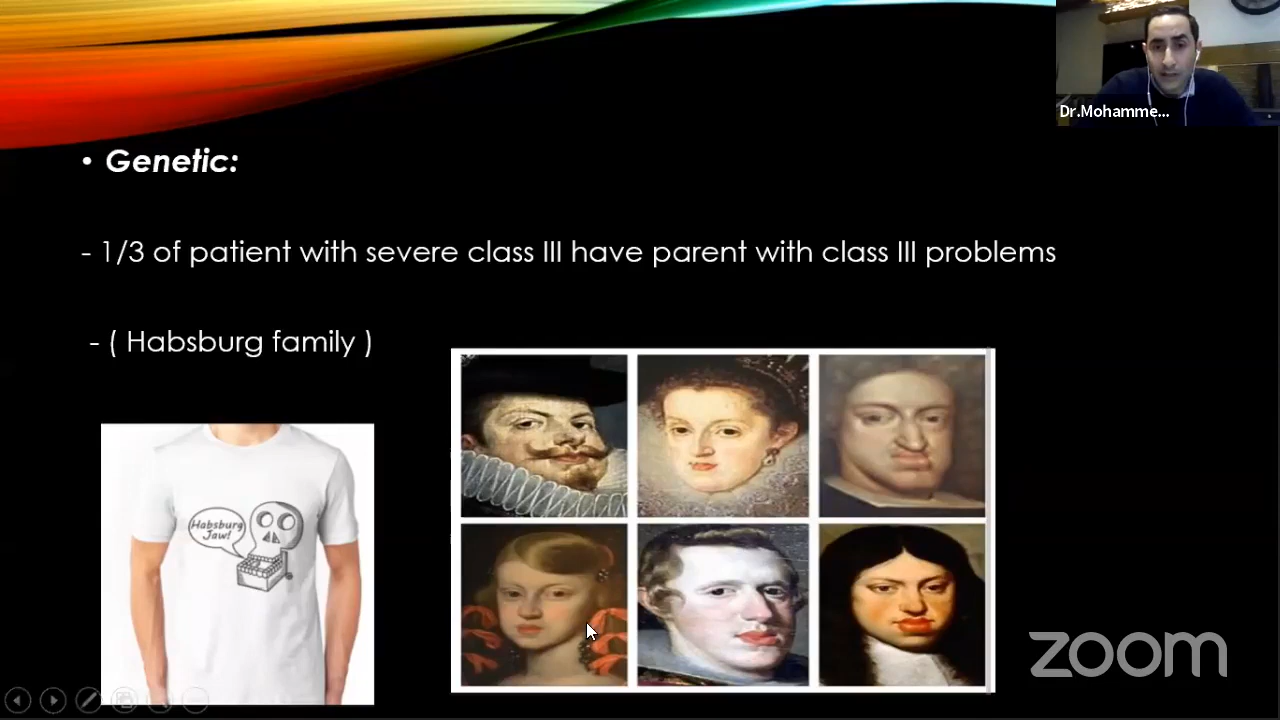 Dr.Mohamme...
• Genetic:
- 1/3 of patient with severe class III have parent with class III problems
- ( Habsburg family )
Habsburg
Jaw!
zoom